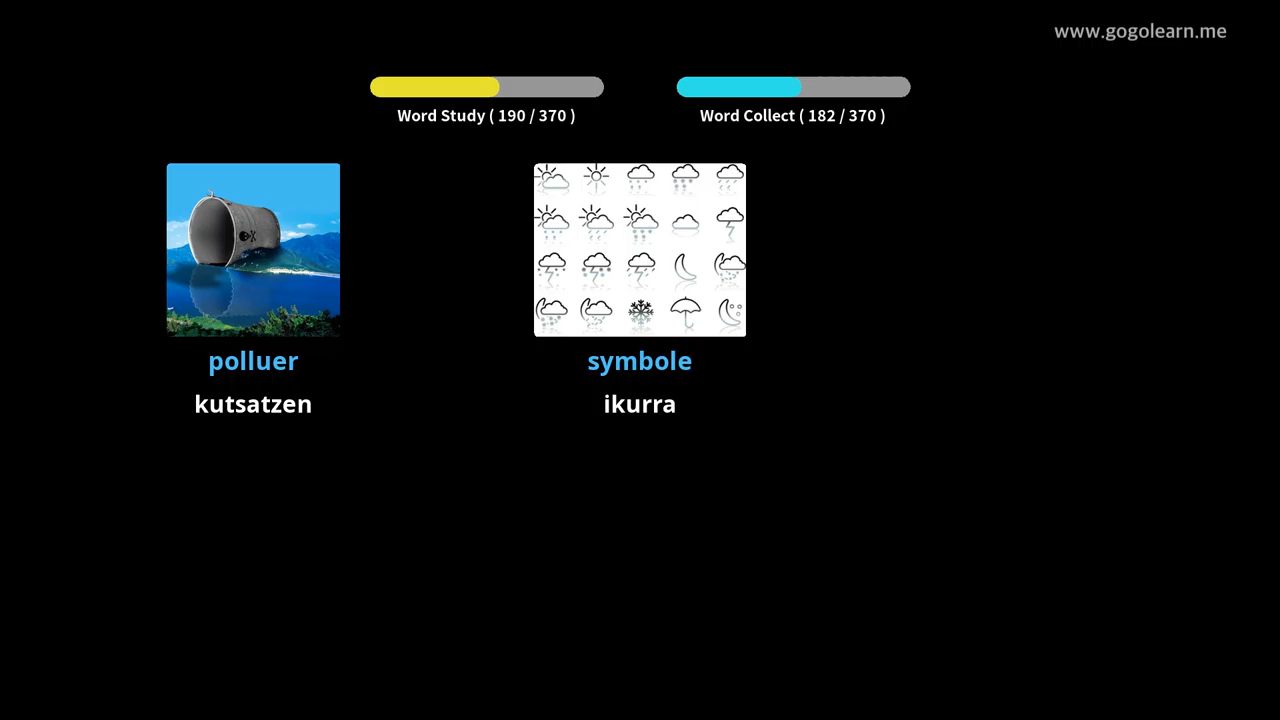 www.gogolearn.me
Word Study ( 190 / 370 )
Word Collect ( 182 / 370 )
polluer
symbole
kutsatzen
ikurra